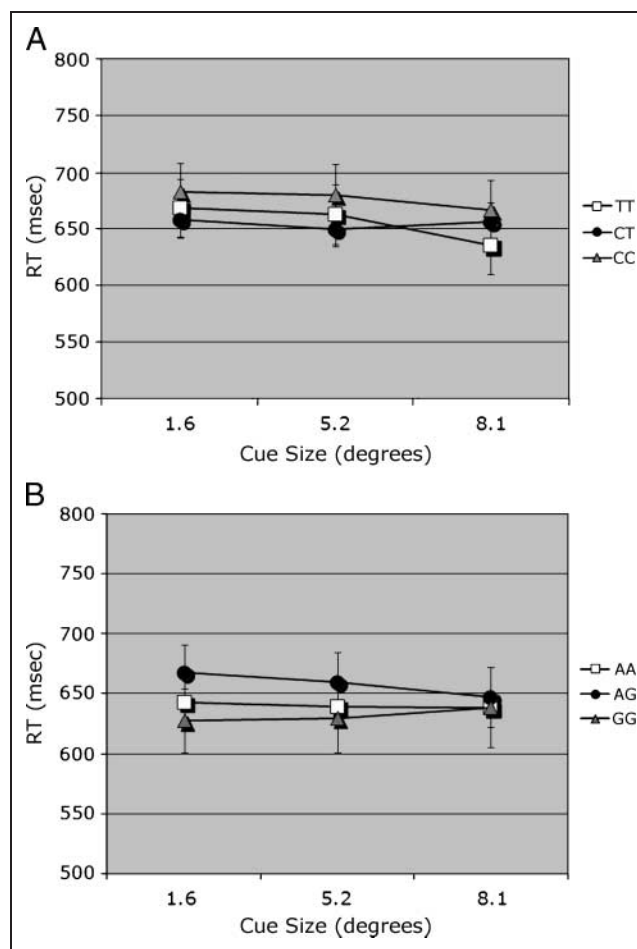 A
800
750
700
650
600
550
500
RT (msec)
1.6 5.2 8.1
Cue Size (degrees)
TT
CT
CC
B
800
750
700
650
600
550
500
RT (msec)
1.6 5.2 8.1
Cue Size (degrees)
AA
AG
GG